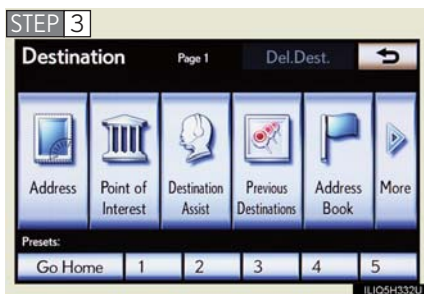 STEP 3
Destination Page 1 Del.Dest.
Address Point of Interest Destination Assist Previous Destinations Address Book More
Presets:
Go Home 1 2 3 4 5
ILIO5H332U